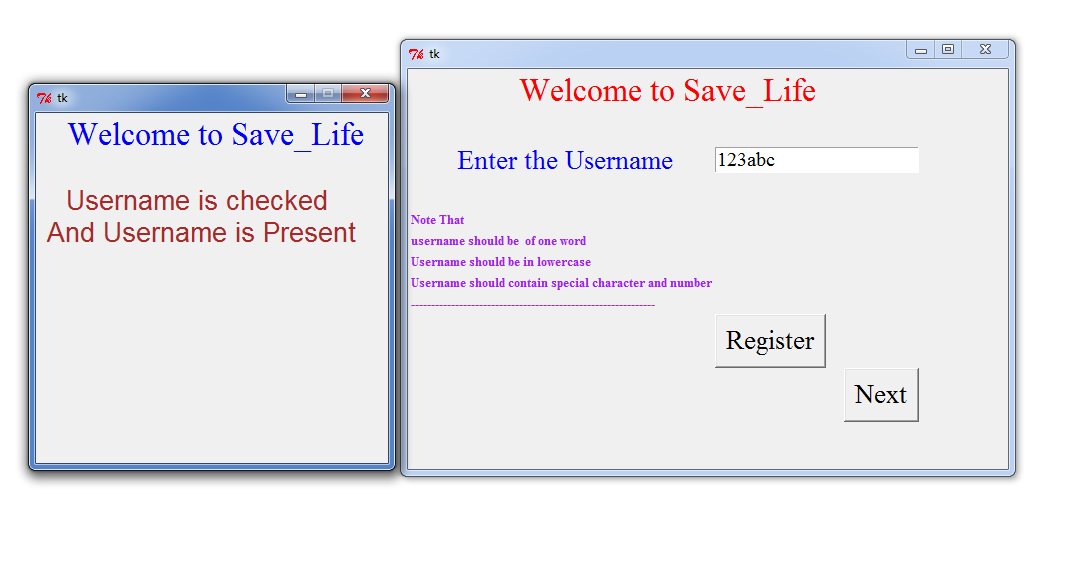 tk
Welcome to Save_Life
Username is checked
And Username is Present
tk
Welcome to Save_Life
Enter the Username
123abc
Note That
username should be  of one word
Username should be in lowercase
Username should contain special character and number
-------------------------------------------------------------
Register
Next